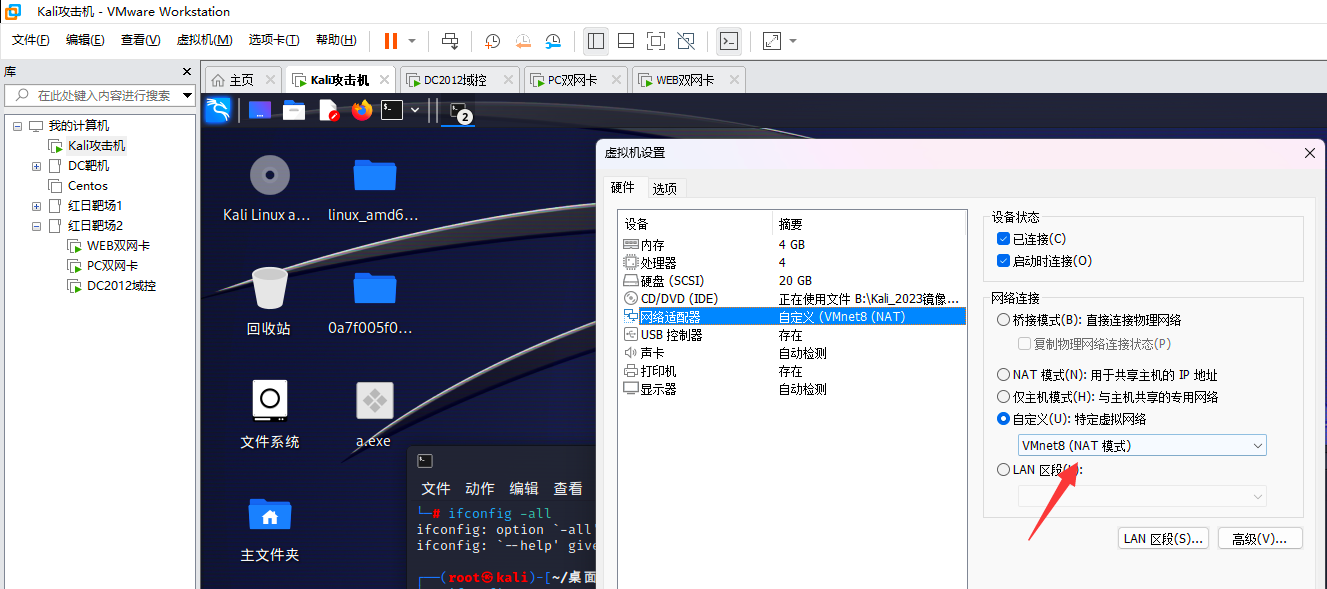 Kali攻击机 - VMware Workstation
文件(F) 编辑(E) 查看(V) 虚拟机(M) 选项卡(T) 帮助(H)
库
在此处键入内容进行搜索
我的计算机
Kali攻击机
DC靶机
Centos
红日靶场1
红日靶场2
WEB双网卡
PC双网卡
DC2012域控
主页 Kali攻击机 DC2012域控 PC双网卡 WEB双网卡
2
Kali Linux a... linux_amd6...
回收站 0a7f005f0...
文件系统 a.exe
主文件夹
文件 动作 编辑 查看
└─# ifconfig -all
ifconfig: option `-all'
ifconfig: `--help' give
┌──(root㉿kali)-[~/桌面
虚拟机设置
硬件 选项
设备 摘要
内存 4 GB
处理器 4
硬盘 (SCSI) 20 GB
CD/DVD (IDE) 正在使用文件 B:\Kali_2023镜像...
网络适配器 自定义 (VMnet8 (NAT)
USB 控制器 存在
声卡 自动检测
打印机 存在
显示器 自动检测
设备状态
已连接(C)
启动时连接(O)
网络连接
桥接模式(B): 直接连接物理网络
复制物理网络连接状态(P)
NAT 模式(N): 用于共享主机的 IP 地址
仅主机模式(H): 与主机共享的专用网络
自定义(U): 特定虚拟网络
VMnet8 (NAT 模式)
LAN 区段
LAN 区段(S)... 高级(V)...